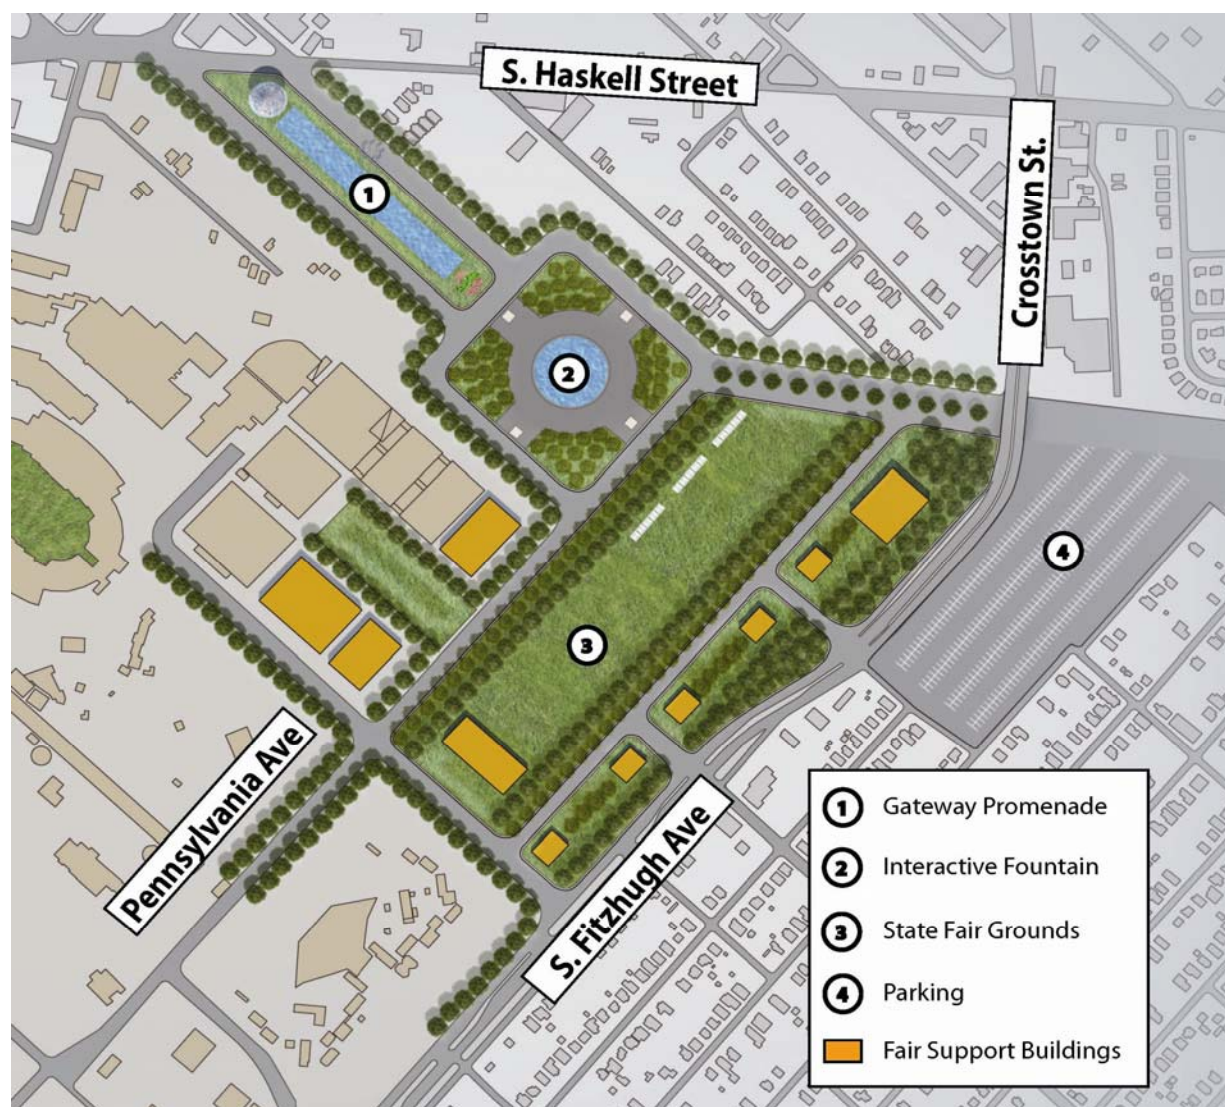 S. Haskell Street
Crosstown St.
1
2
3
4
Pennsylvania Ave
S. Fitzhugh Ave
1 Gateway Promenade
2 Interactive Fountain
3 State Fair Grounds
4 Parking
Fair Support Buildings